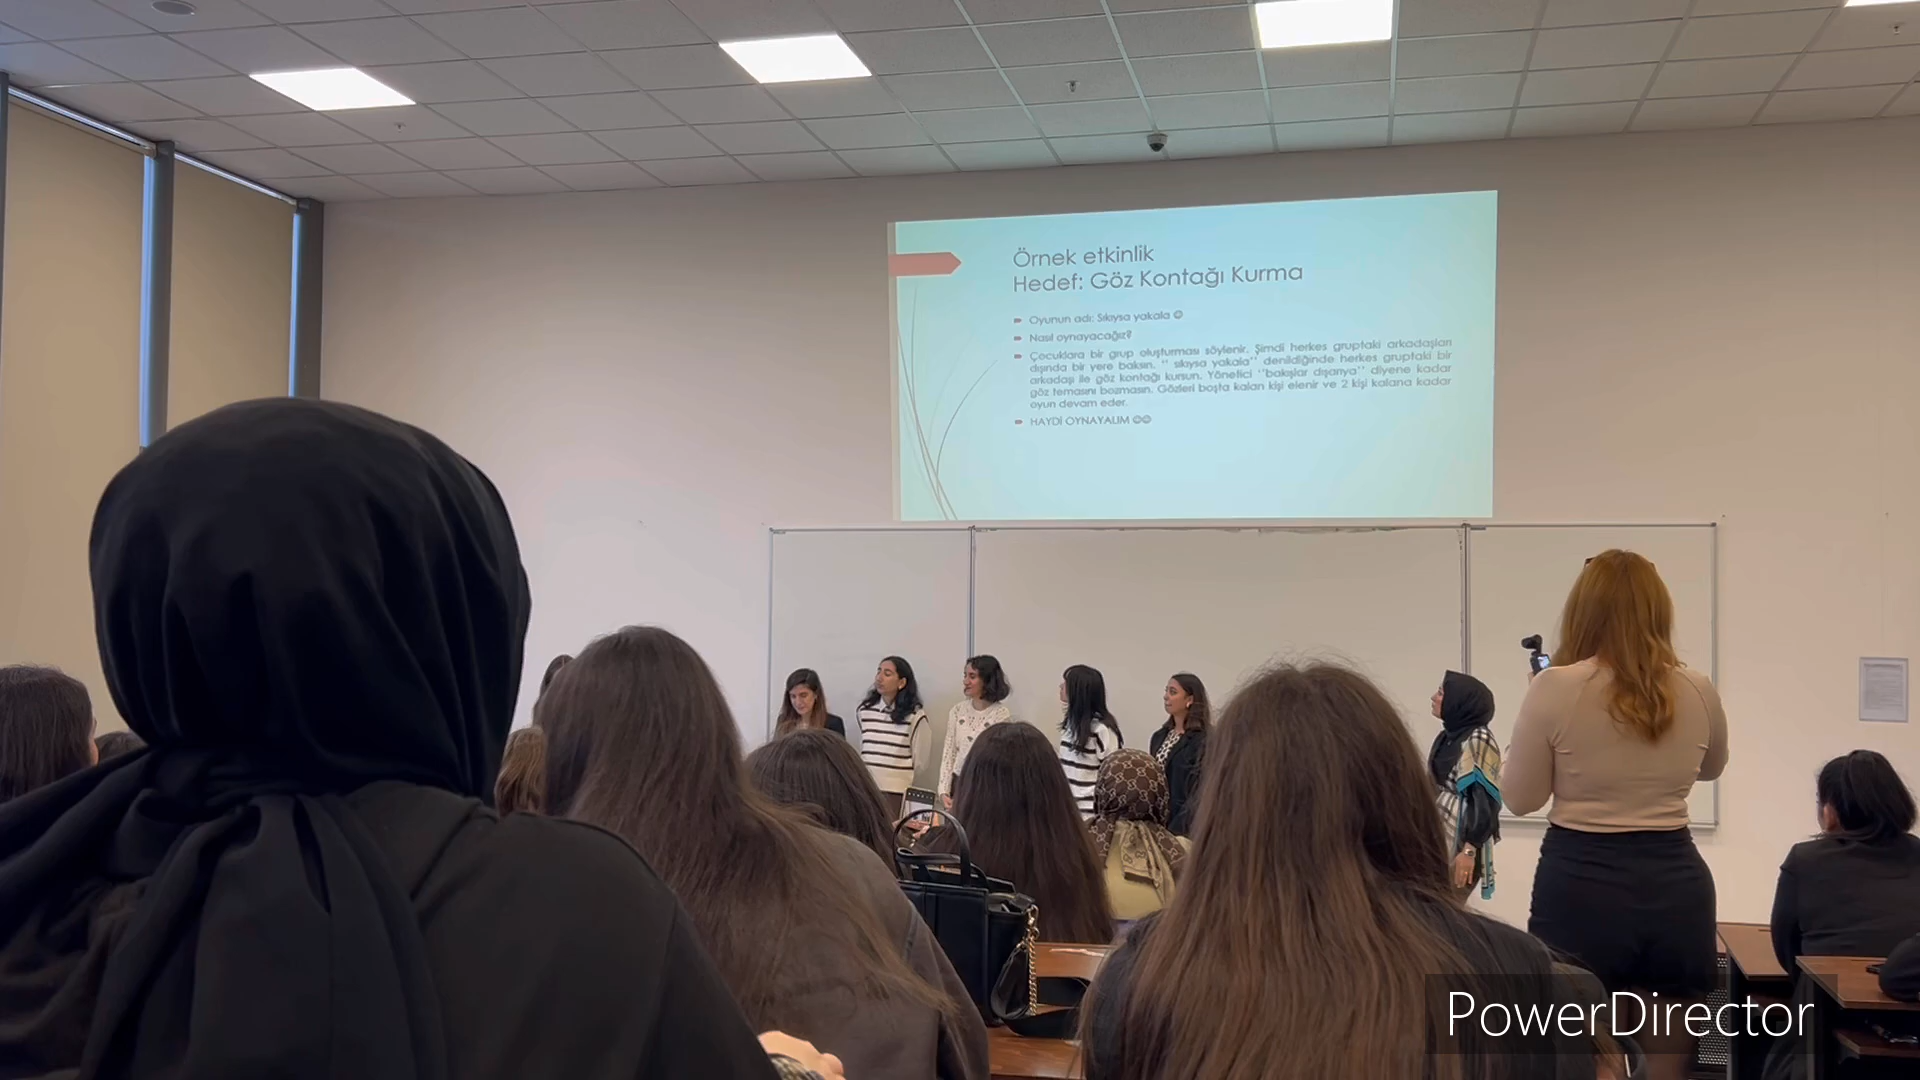 Örnek etkinlik
Hedef: Göz Kontağı Kurma
Oyunun adı: Sıkıysa yakala ☺
Nasıl oynayacağız?
Çocuklara bir grup oluşturması söylenir. Şimdi herkes gruptaki arkadaşları
dışında bir yere baksın. '' sıkıysa yakala'' denildiğinde herkes gruptaki bir
arkadaşı ile göz kontağı kursun. Yönetici ''bakışlar dışarıya'' diyene kadar
göz temasını bozmasın. Gözleri boşta kalan kişi elenir ve 2 kişi kalana kadar
oyun devam eder.
HAYDİ OYNAYALIM ☺☺
PowerDirector